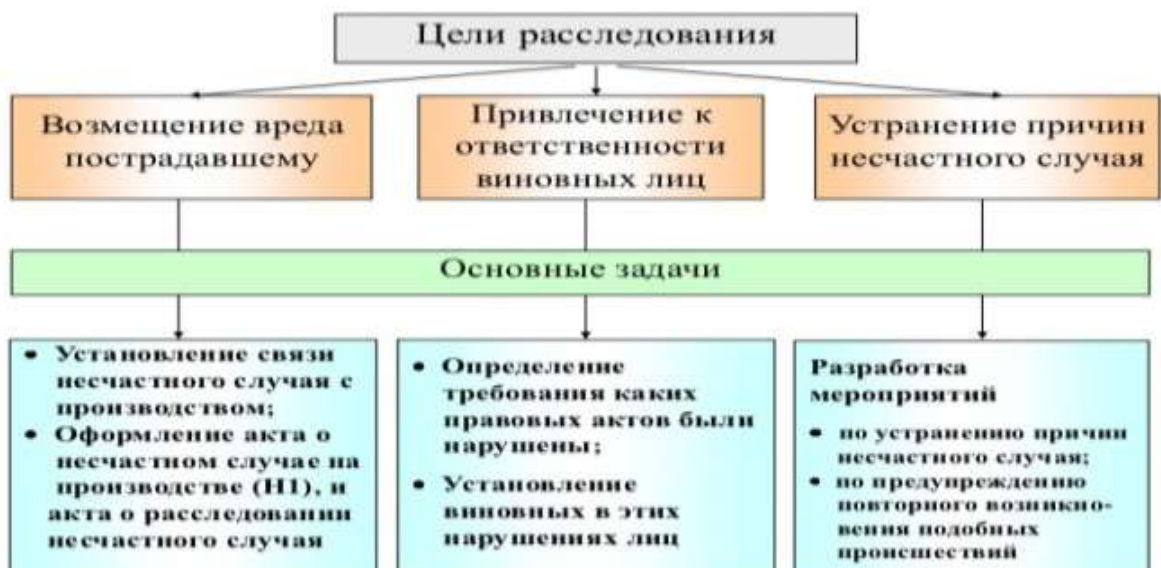 Цели расследования
Возмещение вреда
пострадавшему
Привлечение к
ответственности
виновных лиц
Устранение причин
несчастного случая
Основные задачи
• Установление связи
несчастного случая с
производством;
• Оформление акта о
несчастном случае на
производстве (Н1), и
акта о расследовании
несчастного случая
• Определение
требования каких
правовых актов были
нарушены;
• Установление
виновных в этих
нарушениях лиц
Разработка
мероприятий
• по устранению причин
несчастного случая;
• по предупреждению
повторного возникно-
вения подобных
происшествий